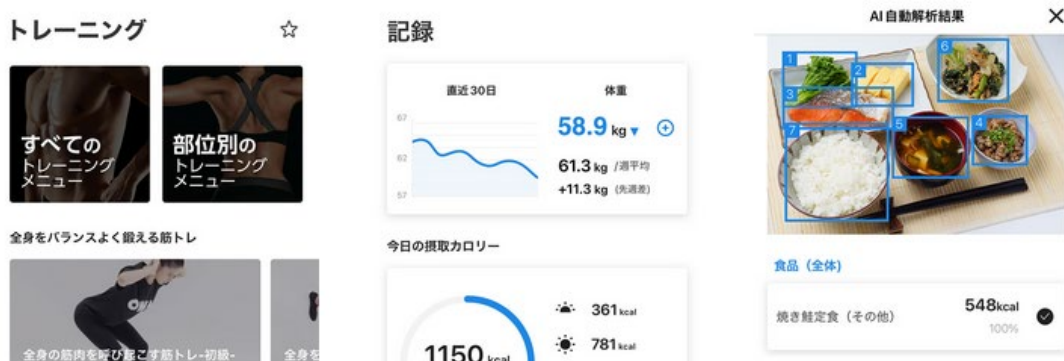 トレーニング
すべての
トレーニング
メニュー
部位別の
トレーニング
メニュー
全身をバランスよく鍛える筋トレ
全身の筋肉を呼び起こす筋トレ-初級-
全身を
記録
直近30日
体重
67
62
57
58.9 kg ▼
61.3 kg /週平均
+11.3 kg (先週差)
今日の摂取カロリー
1150 kcal
361 kcal
781 kcal
AI自動解析結果
1
2
3
4
5
6
7
食品（全体）
焼き鮭定食（その他）
548kcal
100%